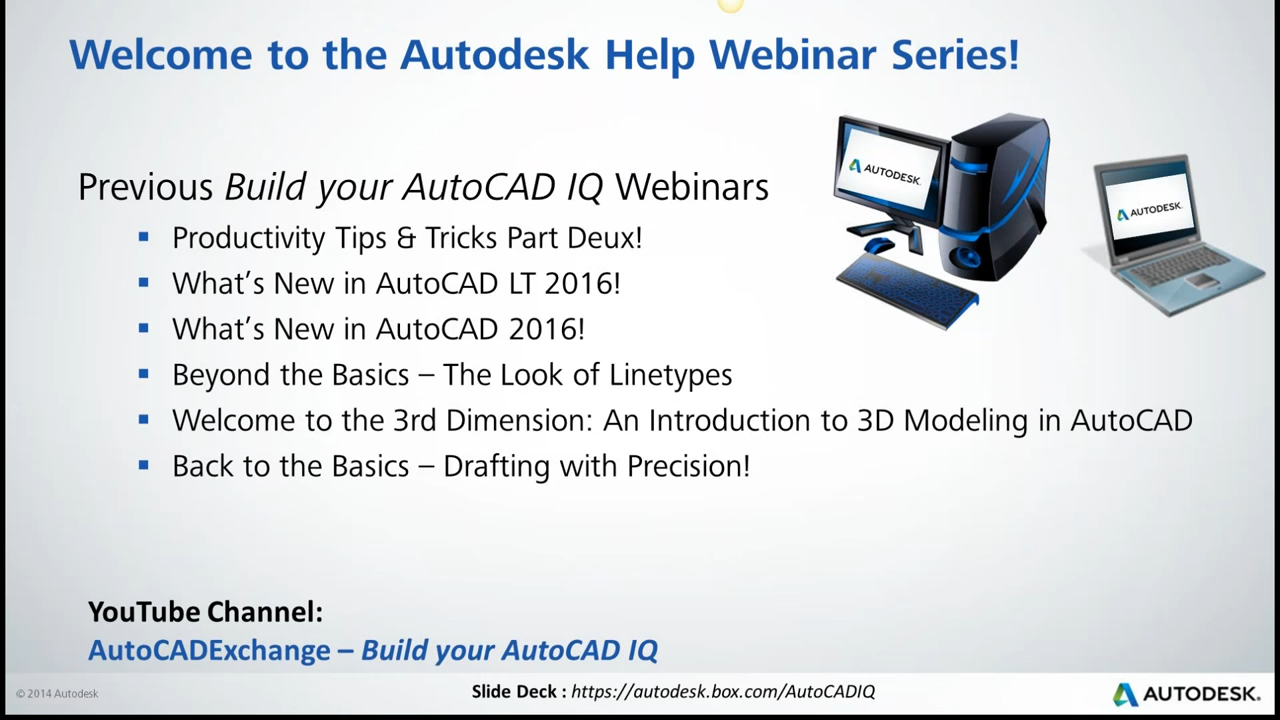 Welcome to the Autodesk Help Webinar Series!
Previous Build your AutoCAD IQ Webinars
▪ Productivity Tips & Tricks Part Deux!
▪ What's New in AutoCAD LT 2016!
▪ What's New in AutoCAD 2016!
▪ Beyond the Basics – The Look of Linetypes
▪ Welcome to the 3rd Dimension: An Introduction to 3D Modeling in AutoCAD
▪ Back to the Basics – Drafting with Precision!
AUTODESK.
AUTODESK.
YouTube Channel:
AutoCADExchange – Build your AutoCAD IQ
© 2014 Autodesk
Slide Deck : https://autodesk.box.com/AutoCADIQ
AUTODESK.